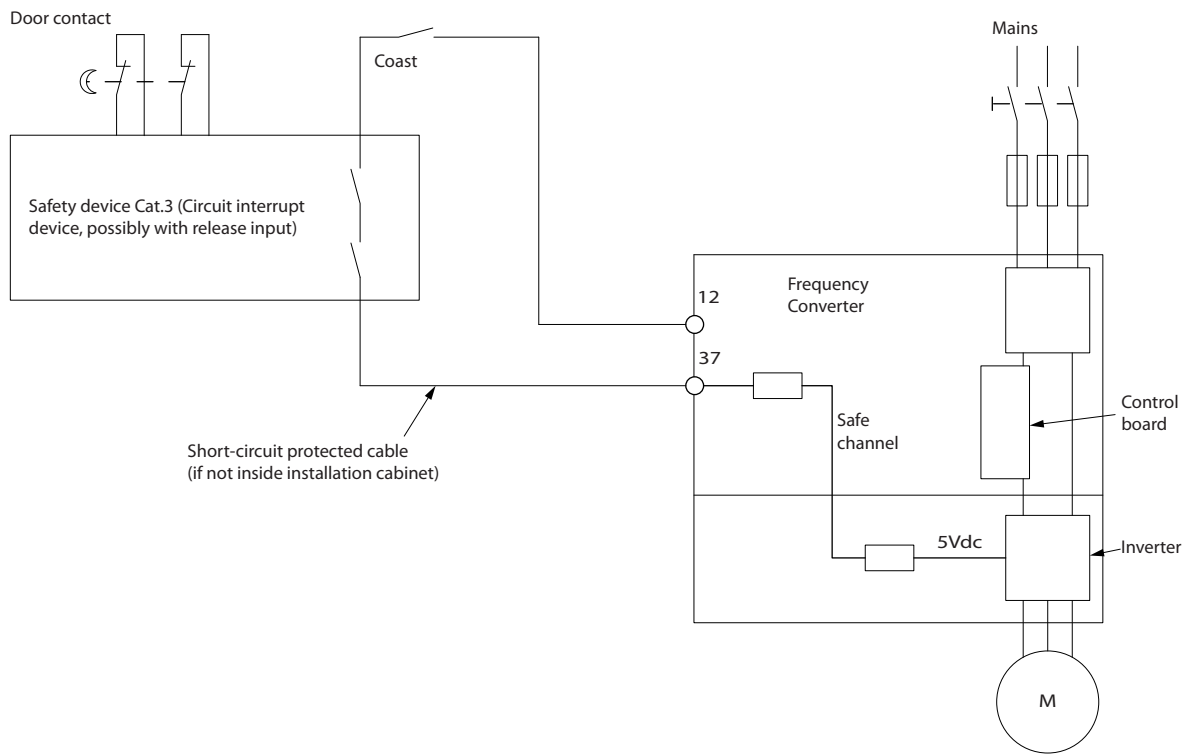 Door contact
Mains
Coast
Safety device Cat.3 (Circuit interrupt
device, possibly with release input)
12
Frequency
Converter
37
Safe
channel
Control
board
Short-circuit protected cable
(if not inside installation cabinet)
5Vdc
Inverter
M